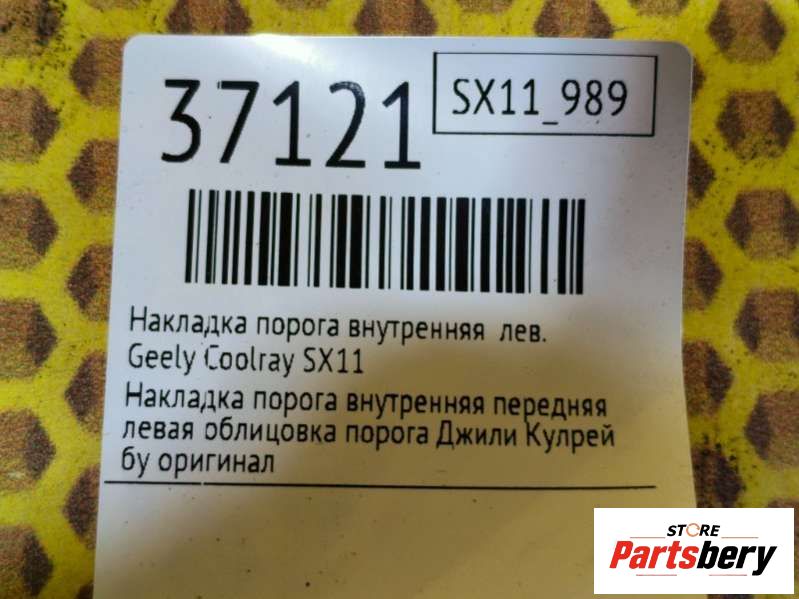 37121
SX11_989
Накладка порога внутренняя лев.
Geely Coolray SX11
Накладка порога внутренняя передняя
левая облицовка порога Джили Кулрей
бу оригинал
STORE
Partsbery